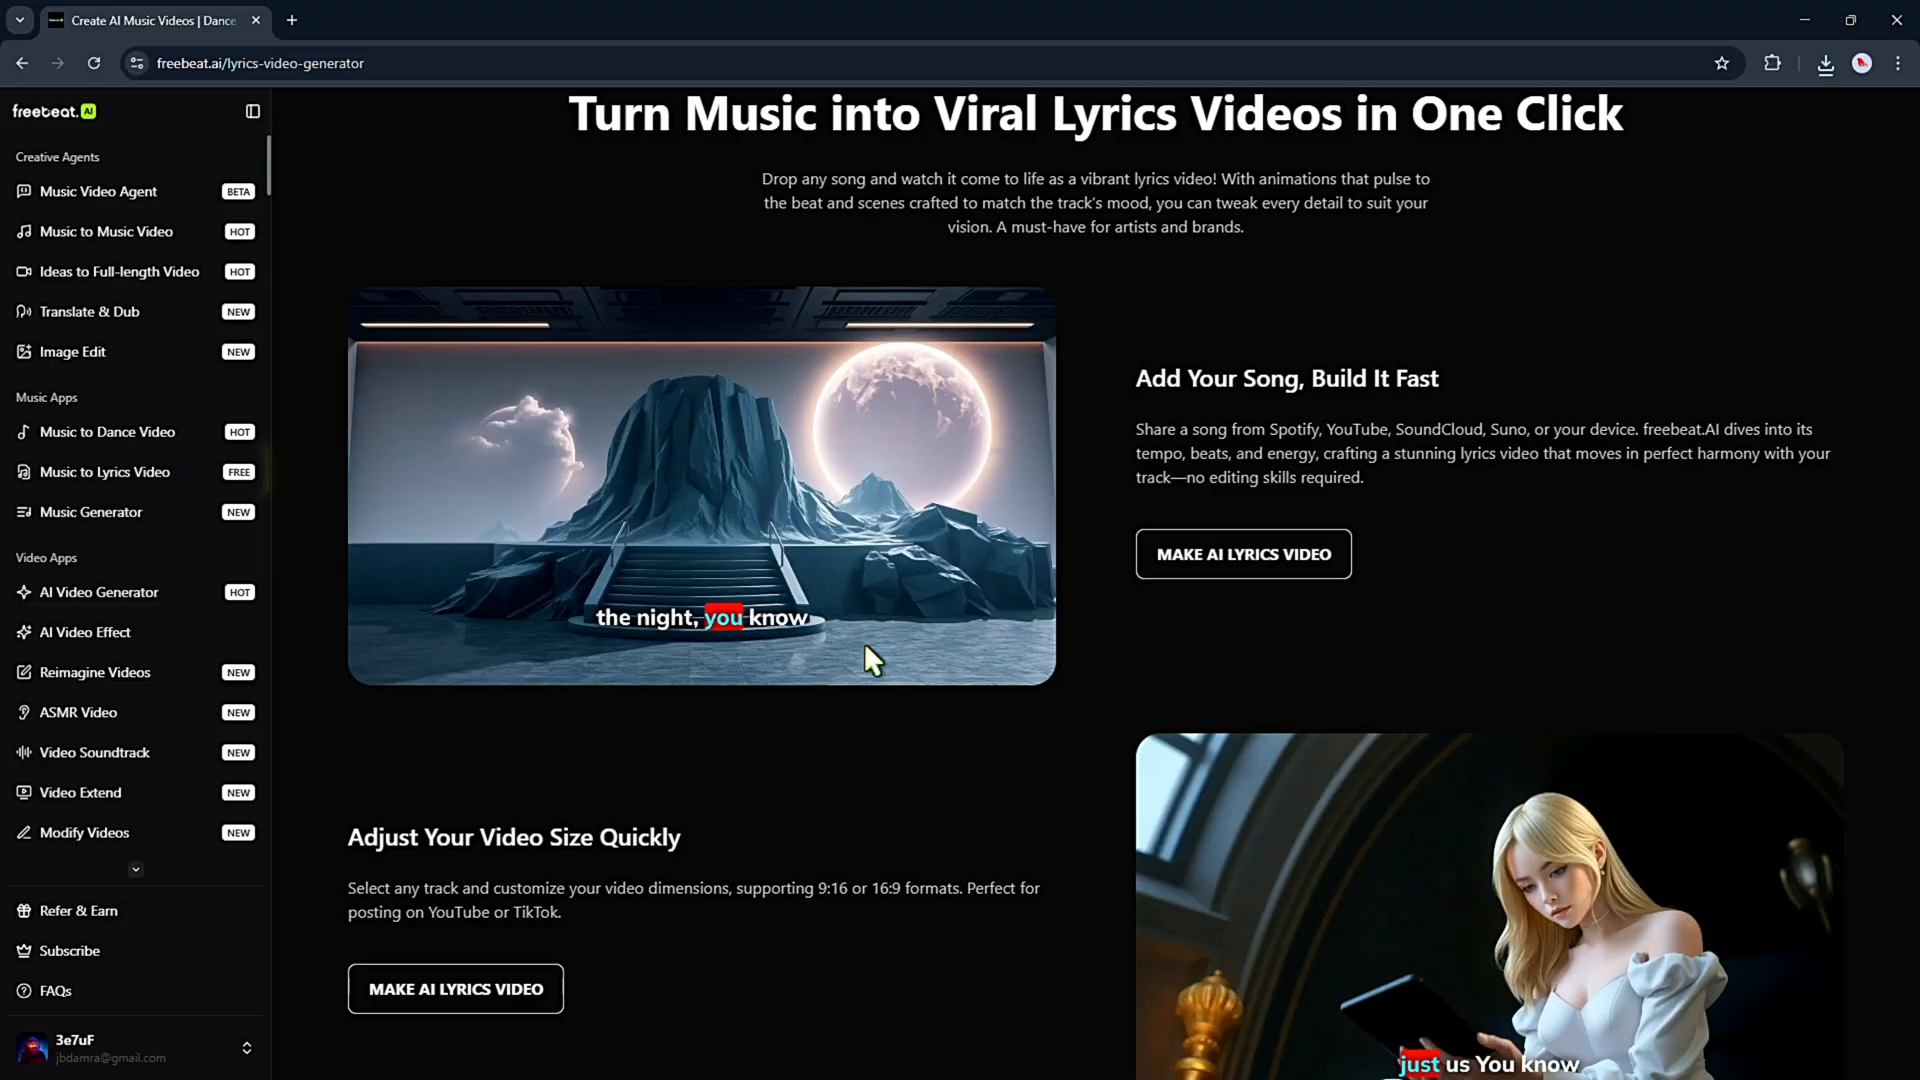 Create AI Music Videos | Dance
freebeat.ai/lyrics-video-generator
freebeat. AI
Creative Agents
Music Video Agent BETA
Music to Music Video HOT
Ideas to Full-length Video HOT
Translate & Dub NEW
Image Edit NEW
Music Apps
Music to Dance Video HOT
Music to Lyrics Video FREE
Music Generator NEW
Video Apps
AI Video Generator HOT
AI Video Effect
Reimagine Videos NEW
ASMR Video NEW
Video Soundtrack NEW
Video Extend NEW
Modify Videos NEW
Refer & Earn
Subscribe
FAQs
3e7uF
jbdamra@gmail.com
Turn Music into Viral Lyrics Videos in One Click
Drop any song and watch it come to life as a vibrant lyrics video! With animations that pulse to
the beat and scenes crafted to match the track's mood, you can tweak every detail to suit your
vision. A must-have for artists and brands.
the night, you know
Add Your Song, Build It Fast
Share a song from Spotify, YouTube, SoundCloud, Suno, or your device. freebeat.AI dives into its
tempo, beats, and energy, crafting a stunning lyrics video that moves in perfect harmony with your
track—no editing skills required.
MAKE AI LYRICS VIDEO
Adjust Your Video Size Quickly
Select any track and customize your video dimensions, supporting 9:16 or 16:9 formats. Perfect for
posting on YouTube or TikTok.
MAKE AI LYRICS VIDEO
just us You know